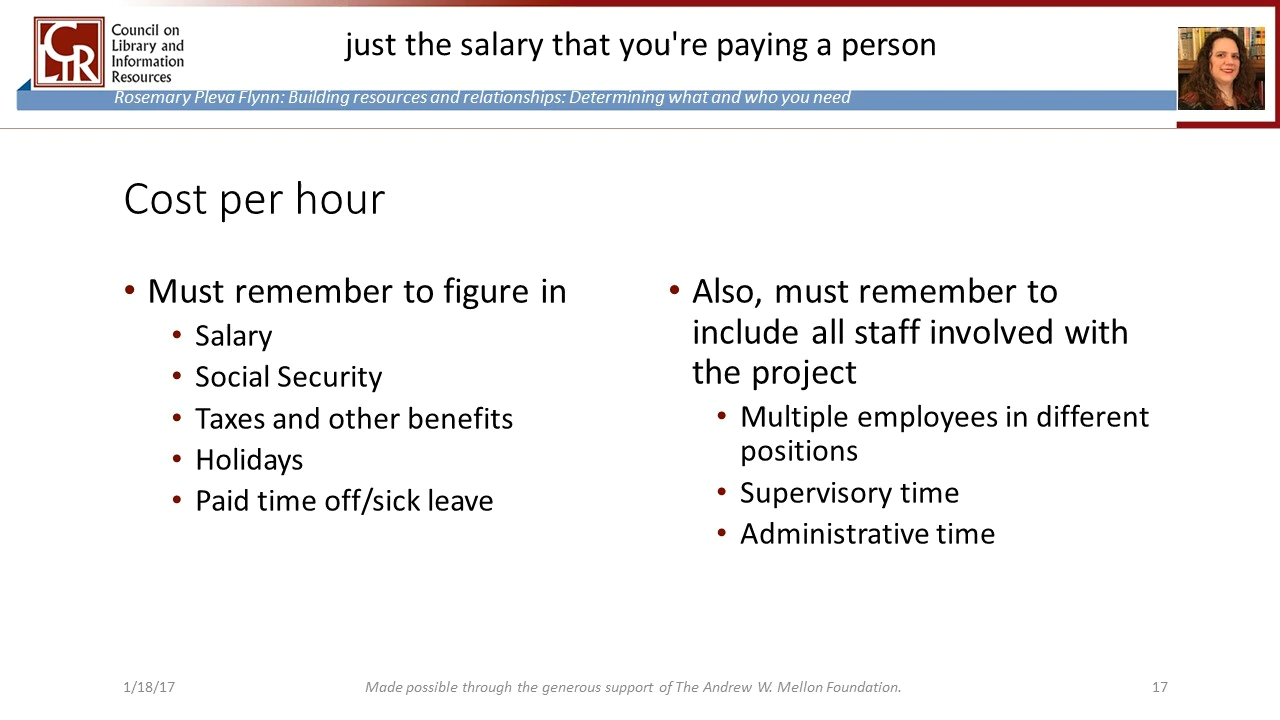 CLIR
Council on
Library and
Information
Resources
just the salary that you're paying a person
Rosemary Pleva Flynn: Building resources and relationships: Determining what and who you need
Cost per hour
• Must remember to figure in
• Salary
• Social Security
• Taxes and other benefits
• Holidays
• Paid time off/sick leave
• Also, must remember to
include all staff involved with
the project
• Multiple employees in different
positions
• Supervisory time
• Administrative time
1/18/17
Made possible through the generous support of The Andrew W. Mellon Foundation.
17